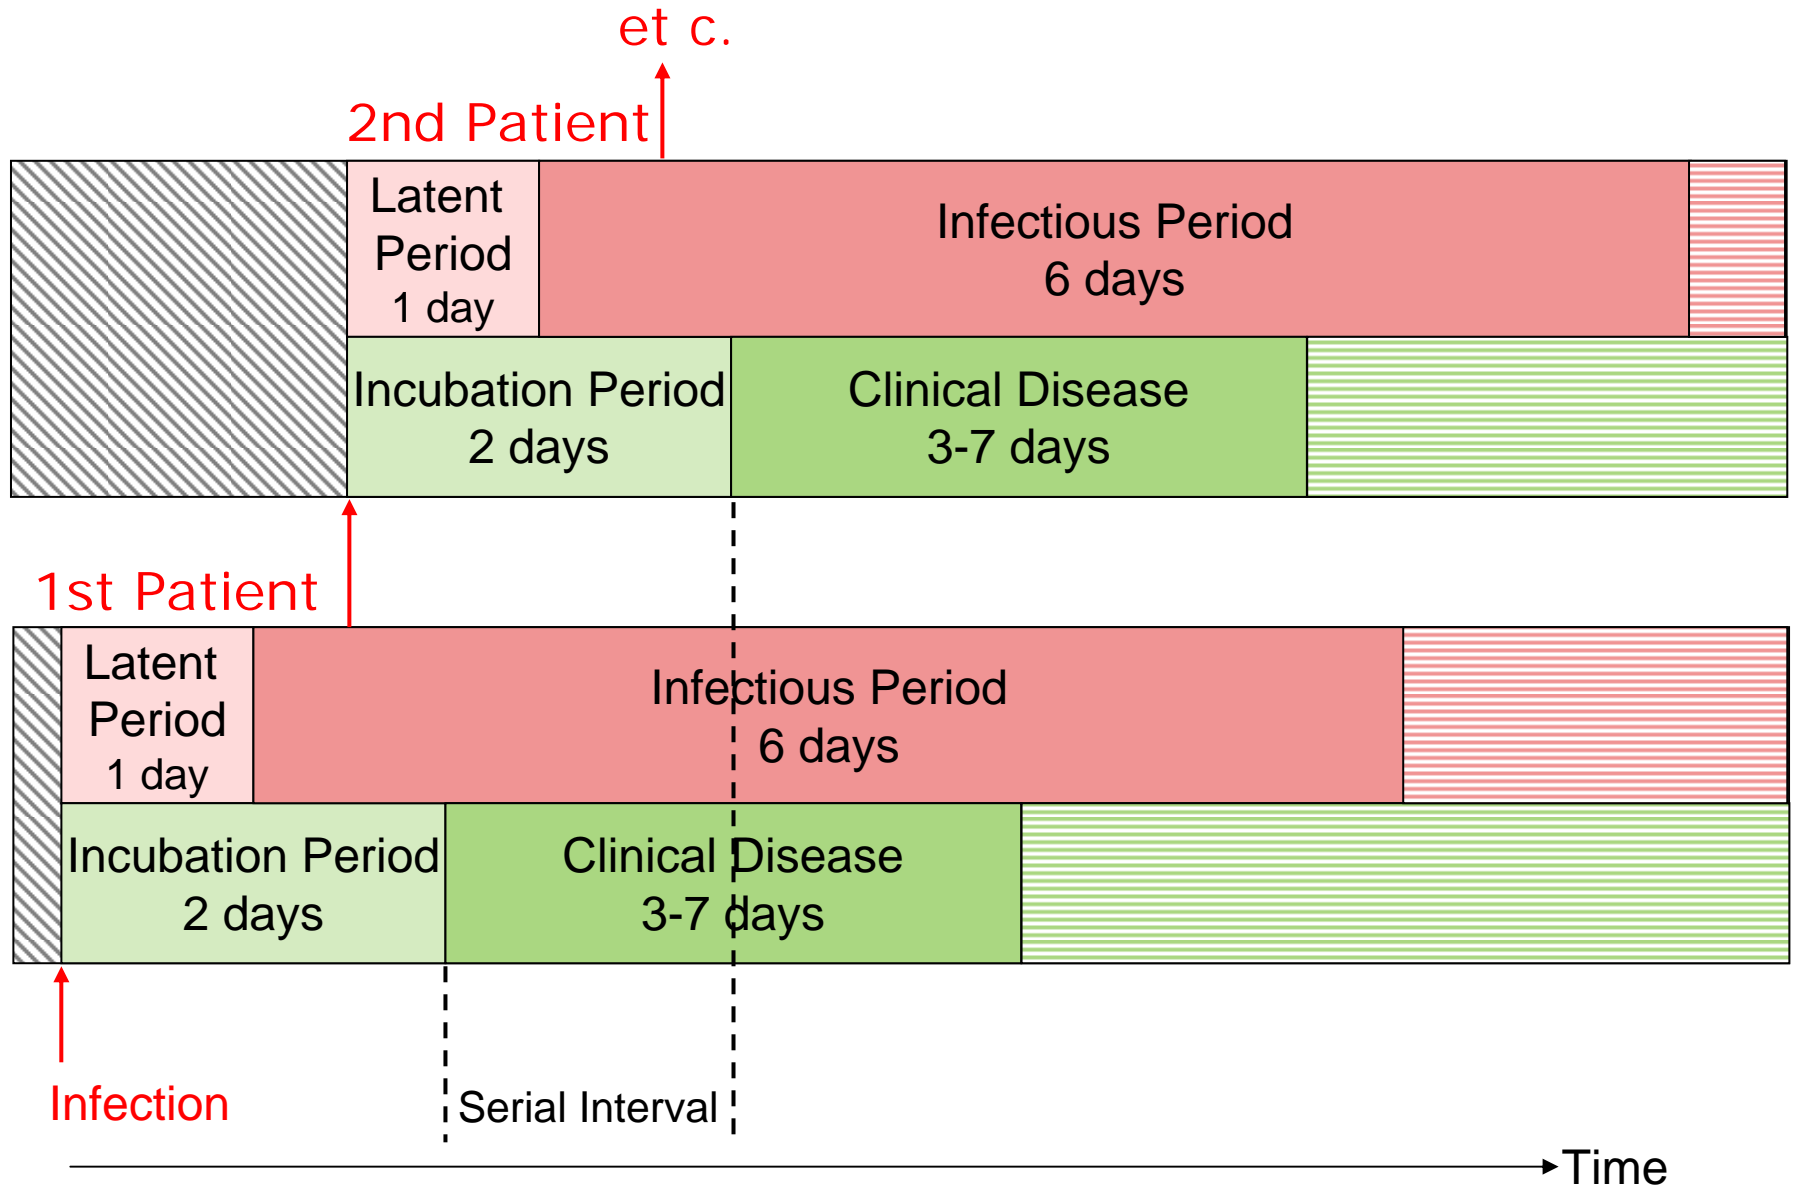 et c.
2nd Patient
Latent
Period
1 day
Infectious Period
6 days
Incubation Period
2 days
Clinical Disease
3-7 days
1st Patient
Latent
Period
1 day
Infectious Period
6 days
Incubation Period
2 days
Clinical Disease
3-7 days
Infection
Serial Interval
Time